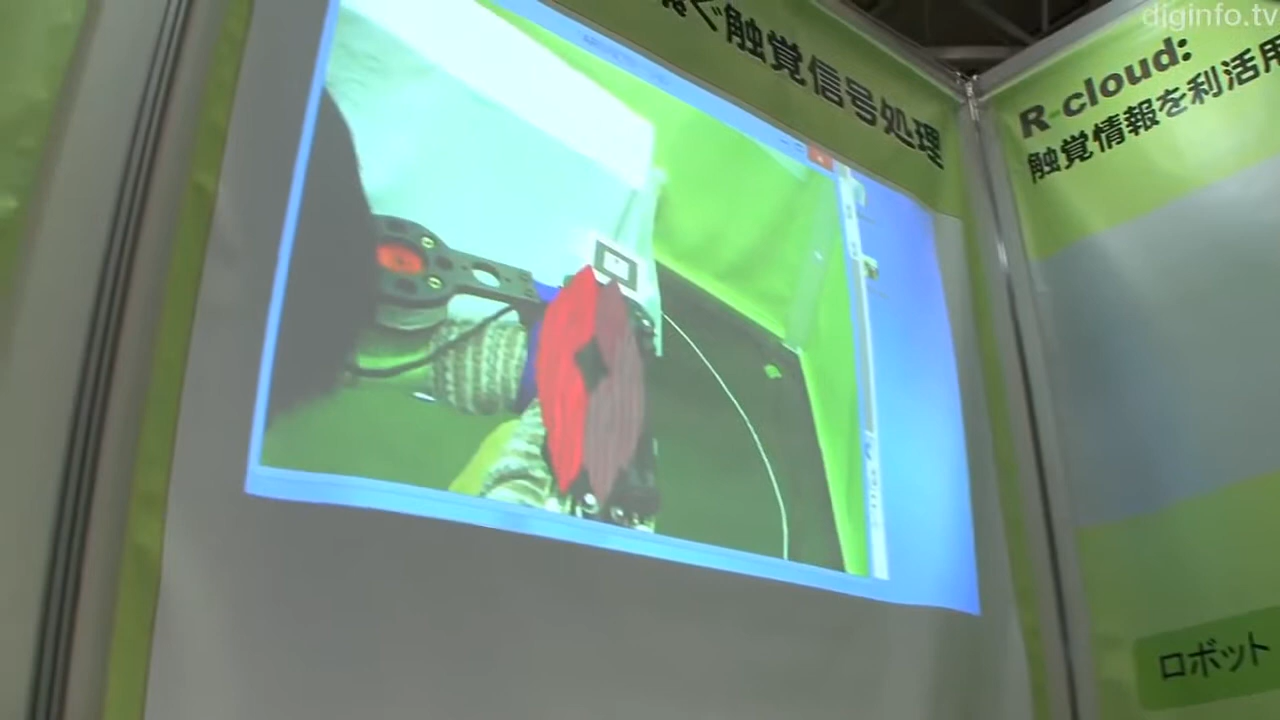 diginfo.tv
ぐ触覚信号処理
R-cloud:
触覚情報を利活用
ロボット